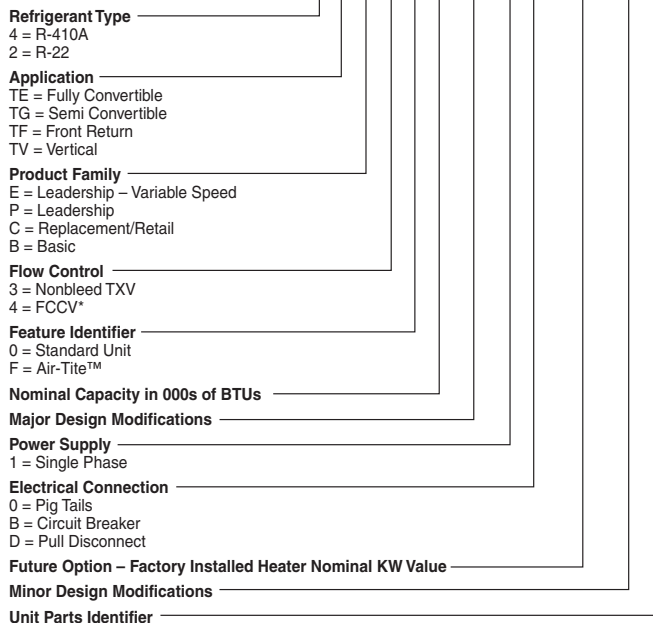 Refrigerant Type
4 = R-410A
2 = R-22
Application
TE = Fully Convertible
TG = Semi Convertible
TF = Front Return
TV = Vertical
Product Family
E = Leadership – Variable Speed
P = Leadership
C = Replacement/Retail
B = Basic
Flow Control
3 = Nonbleed TXV
4 = FCCV*
Feature Identifier
0 = Standard Unit
F = Air-Tite™
Nominal Capacity in 000s of BTUs
Major Design Modifications
Power Supply
1 = Single Phase
Electrical Connection
0 = Pig Tails
B = Circuit Breaker
D = Pull Disconnect
Future Option – Factory Installed Heater Nominal KW Value
Minor Design Modifications
Unit Parts Identifier